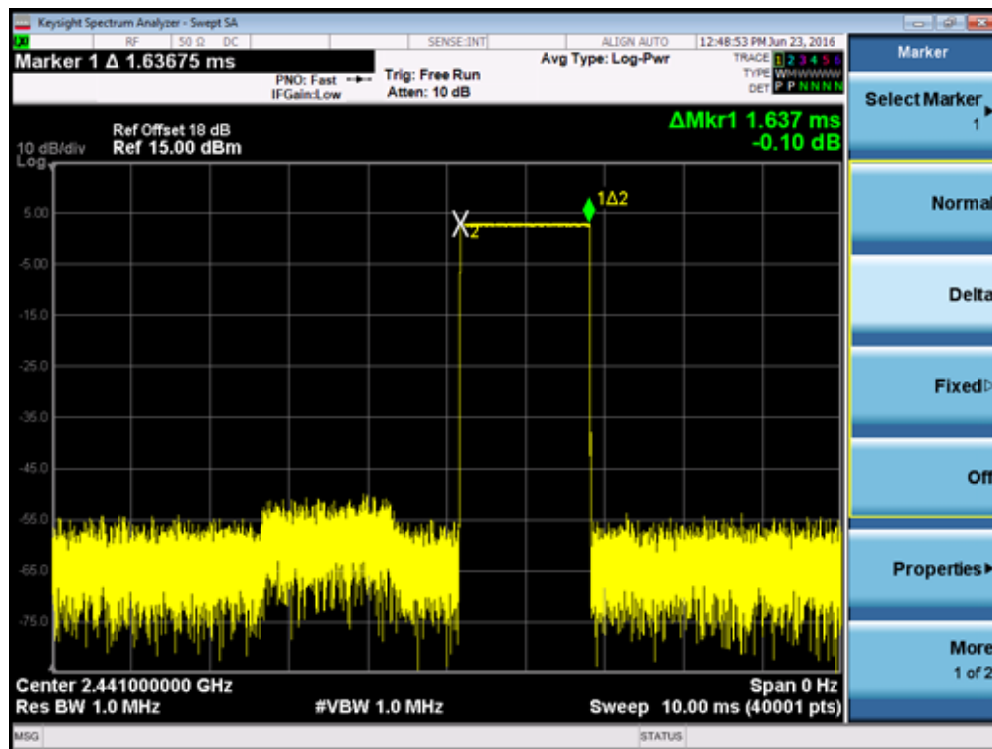 Keysight Spectrum Analyzer - Swept SA
RF 50 Ω DC SENSE:INT ALIGN AUTO 12:48:53 PM Jun 23, 2016
Marker 1 Δ 1.63675 ms
PNO: Fast
IFGain:Low
Trig: Free Run
Atten: 10 dB
Avg Type: Log-Pwr
TRACE 1 2 3 4 5 6
TYPE WMWWWW
DET P P N N N N
ΔMkr1 1.637 ms
-0.10 dB
Ref Offset 18 dB
10 dB/div Ref 15.00 dBm
Log
5.00
-5.00
-15.0
-25.0
-35.0
-45.0
-55.0
-65.0
-75.0
1Δ2
X2
Center 2.441000000 GHz Span 0 Hz
Res BW 1.0 MHz #VBW 1.0 MHz Sweep 10.00 ms (40001 pts)
MSG STATUS
Marker
Select Marker
1
Normal
Delta
Fixed
Off
Properties
More
1 of 2